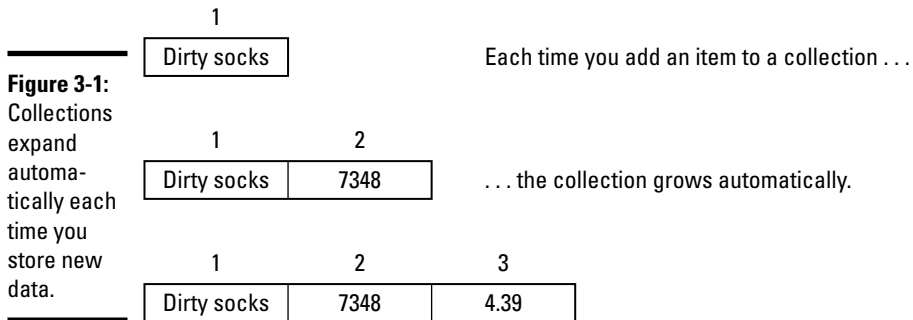 Figure 3-1:
Collections
expand
automa-
tically each
time you
store new
data.
1
Dirty socks
Each time you add an item to a collection . . .
1 2
Dirty socks 7348
. . . the collection grows automatically.
1 2 3
Dirty socks 7348 4.39